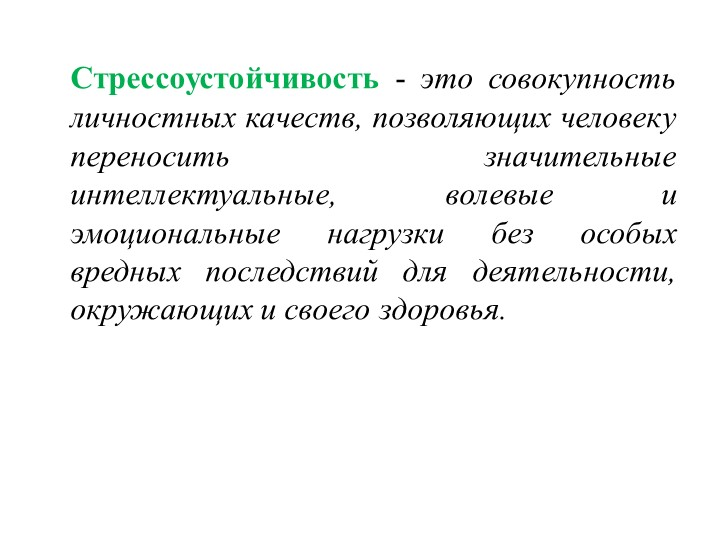 Стрессоустойчивость - это совокупность
личностных качеств, позволяющих человеку
переносить значительные
интеллектуальные, волевые и
эмоциональные нагрузки без особых
вредных последствий для деятельности,
окружающих и своего здоровья.